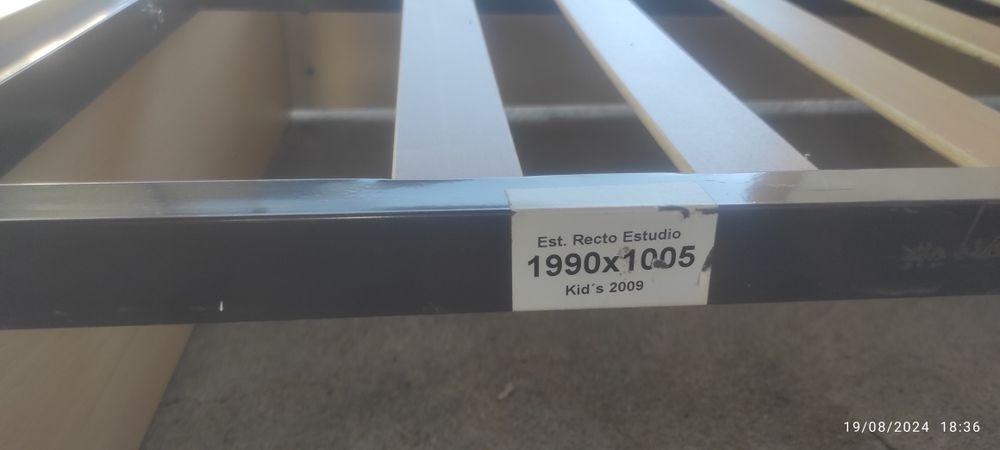 Est. Recto Estudio
1990x1005
Kid´s 2009
19/08/2024 18:36